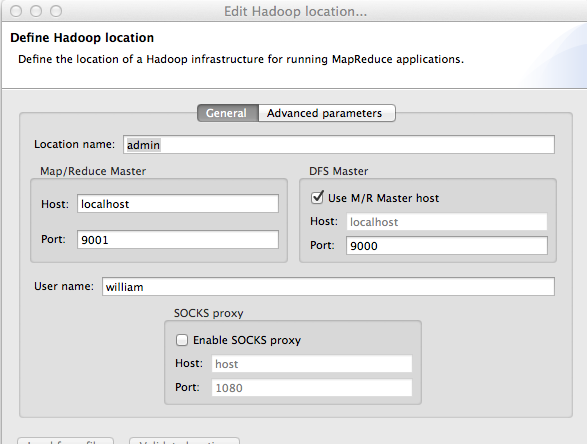 Edit Hadoop location...
Define Hadoop location
Define the location of a Hadoop infrastructure for running MapReduce applications.
General Advanced parameters
Location name: admin
Map/Reduce Master
Host: localhost
Port: 9001
DFS Master
Use M/R Master host
Host: localhost
Port: 9000
User name: william
SOCKS proxy
Enable SOCKS proxy
Host: host
Port: 1080